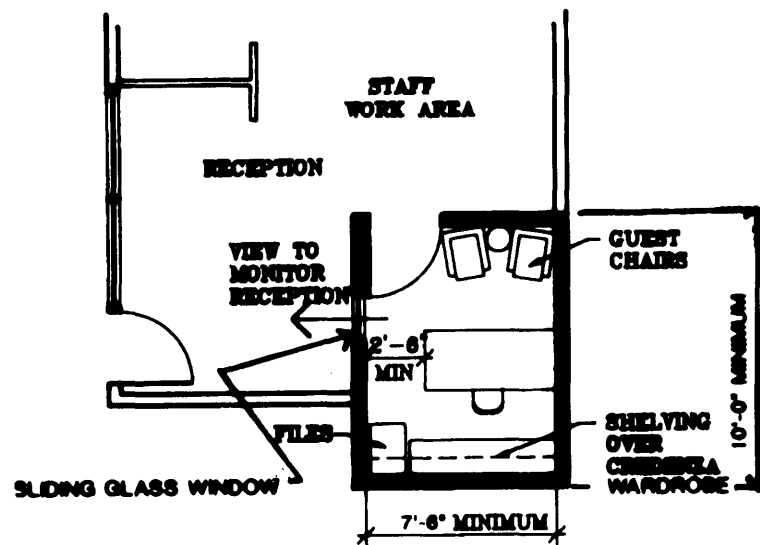 STAFF
WORK AREA
RECEPTION
VIEW TO
MONITOR
RECEPTION
GUEST
CHAIRS
2'-6"
MIN
10'-0" MINIMUM
FILES
SHELVING
OVER
CREDENZA
WARDROBE
SLIDING GLASS WINDOW
7'-6" MINIMUM